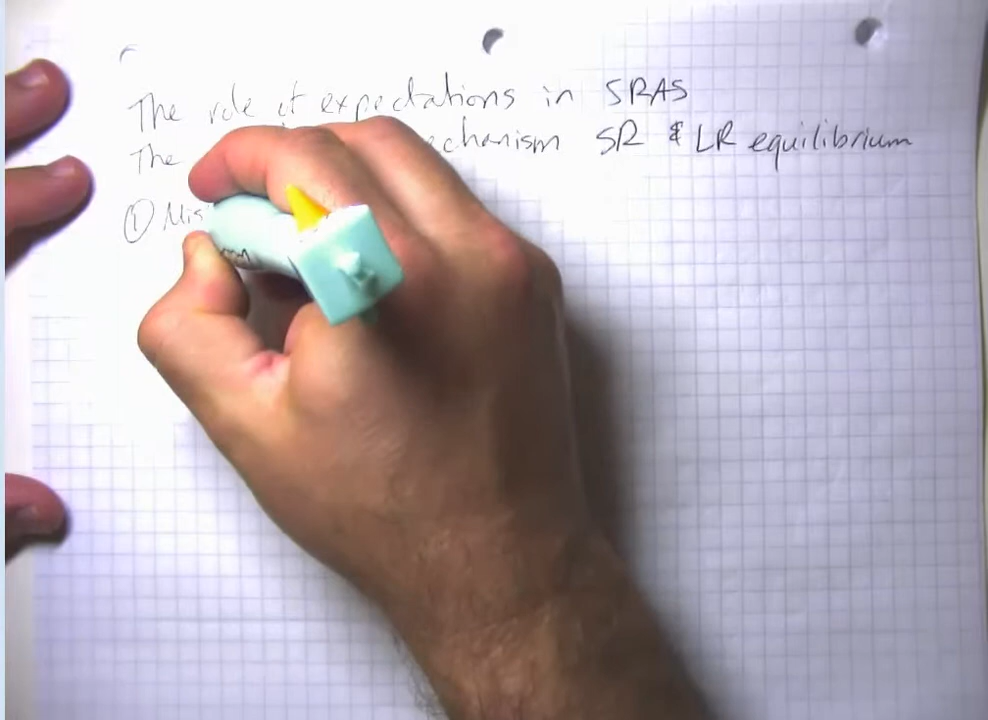 The role of expectations in SRAS
The chanism SR & LR equilibrium
① Mis